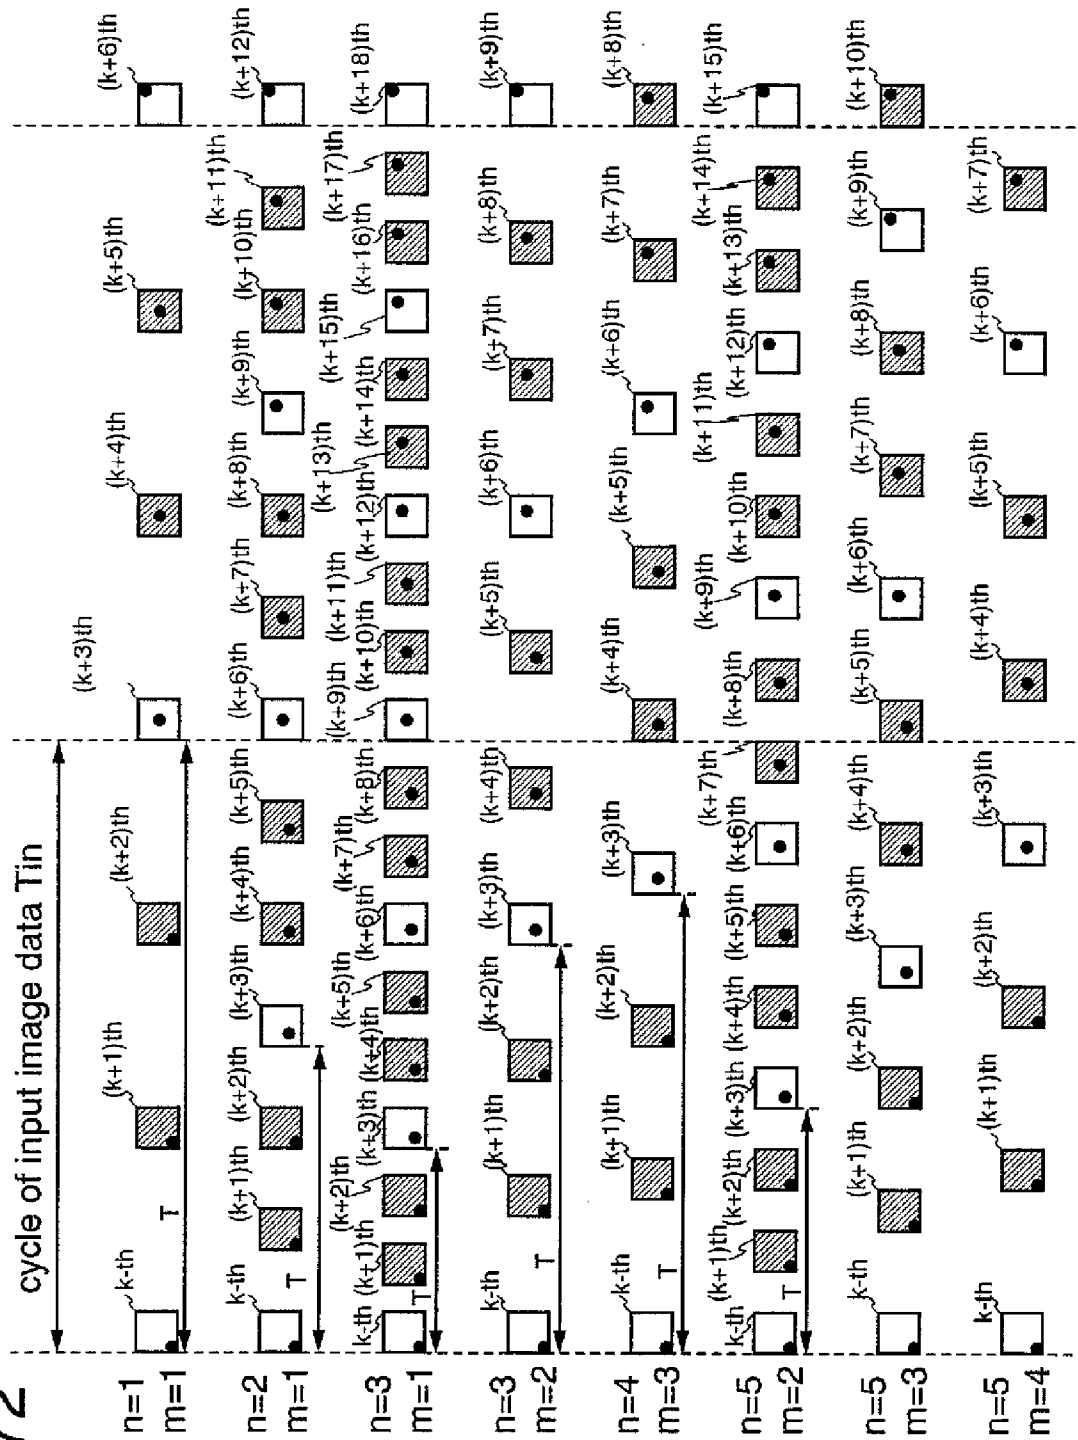 cycle of input image data Tin
n=1
m=1
k-th
(k+1)th
(k+2)th
(k+3)th
(k+4)th
(k+5)th
(k+6)th
T
n=2
m=1
k-th
(k+1)th
(k+2)th
(k+3)th
(k+4)th
(k+5)th
(k+6)th
(k+7)th
(k+8)th
(k+9)th
(k+10)th
(k+11)th
(k+12)th
T
n=3
m=1
k-th
(k+1)th
(k+2)th
(k+3)th
(k+4)th
(k+5)th
(k+6)th
(k+7)th
(k+8)th
(k+9)th
(k+10)th
(k+11)th
(k+12)th
(k+13)th
(k+14)th
(k+15)th
(k+16)th
(k+17)th
(k+18)th
T
n=3
m=2
k-th
(k+1)th
(k+2)th
(k+3)th
(k+4)th
(k+5)th
(k+6)th
(k+7)th
(k+8)th
(k+9)th
T
n=4
m=3
k-th
(k+1)th
(k+2)th
(k+3)th
(k+4)th
(k+5)th
(k+6)th
(k+7)th
(k+8)th
T
n=5
m=2
k-th
(k+1)th
(k+2)th
(k+3)th
(k+4)th
(k+5)th
(k+6)th
(k+7)th
(k+8)th
(k+9)th
(k+10)th
(k+11)th
(k+12)th
(k+13)th
(k+14)th
(k+15)th
T
n=5
m=3
k-th
(k+1)th
(k+2)th
(k+3)th
(k+4)th
(k+5)th
(k+6)th
(k+7)th
(k+8)th
(k+9)th
(k+10)th
n=5
m=4
k-th
(k+1)th
(k+2)th
(k+3)th
(k+4)th
(k+5)th
(k+6)th
(k+7)th